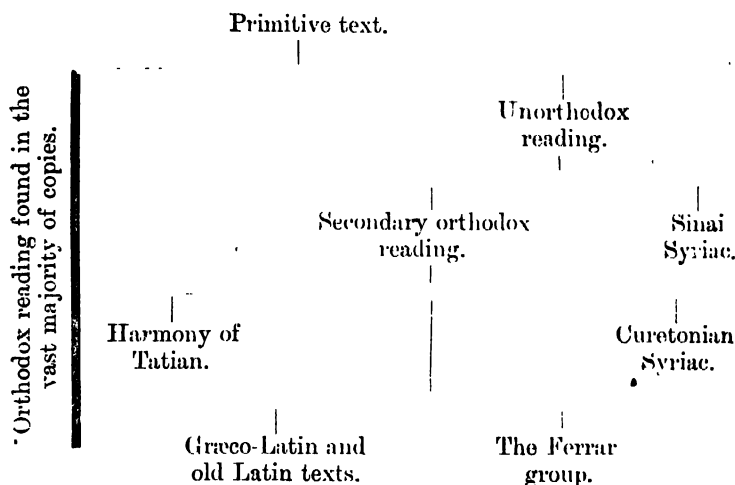 Primitive text.
Orthodox reading found in the
vast majority of copies.
Unorthodox
reading.
Secondary orthodox
reading.
Sinai
Syriac.
Harmony of
Tatian.
Curetonian
Syriac.
Græco-Latin and
old Latin texts.
The Ferrar
group.